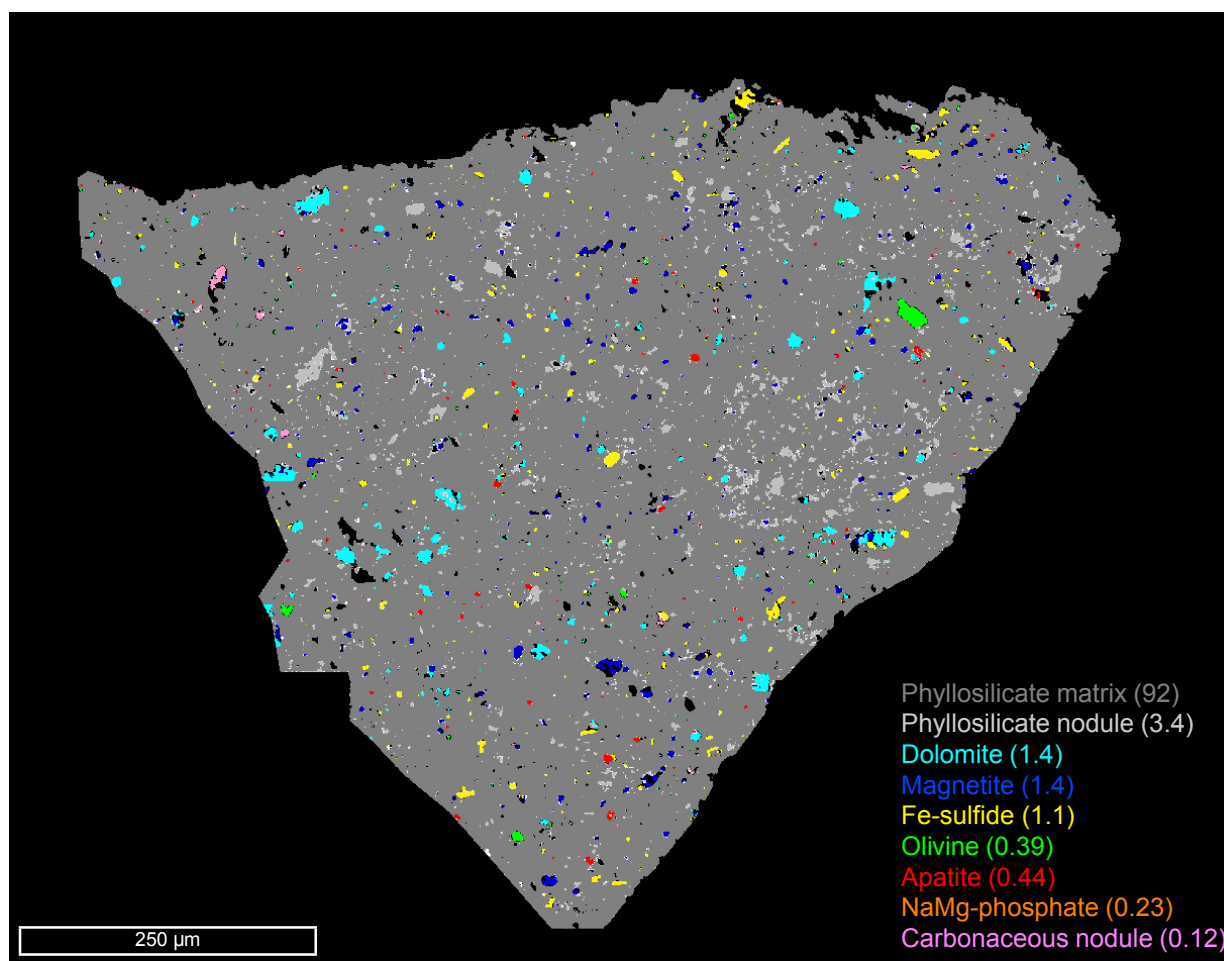 Phyllosilicate matrix (92)
Phyllosilicate nodule (3.4)
Dolomite (1.4)
Magnetite (1.4)
Fe-sulfide (1.1)
Olivine (0.39)
Apatite (0.44)
NaMg-phosphate (0.23)
Carbonaceous nodule (0.12)
250 µm